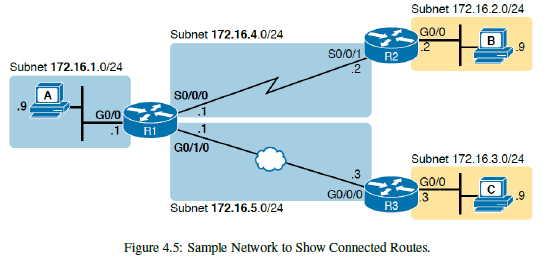 Subnet 172.16.2.0/24
Subnet 172.16.4.0/24
G0/0
B
.2
.9
S0/0/1
R2
.2
Subnet 172.16.1.0/24
A
.9
S0/0/0
G0/0
.1
.1
R1
.1
G0/1/0
Subnet 172.16.3.0/24
.3
G0/0
C
G0/0/0
.3
.9
R3
Subnet 172.16.5.0/24
Figure 4.5: Sample Network to Show Connected Routes.